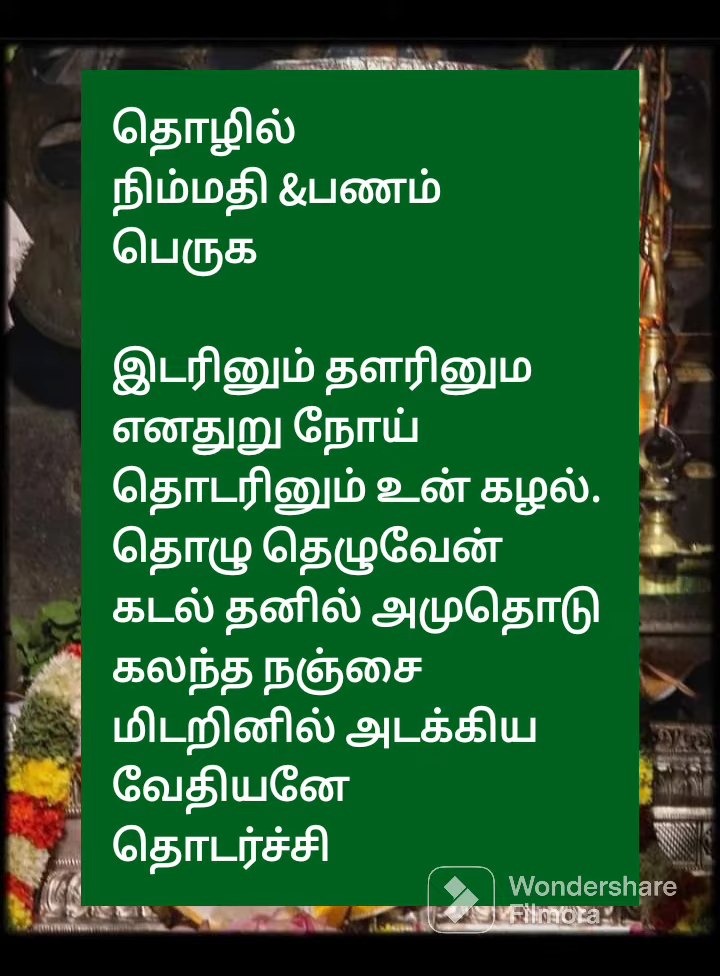 தொழில்
நிம்மதி &பணம்
பெருக
இடரினும் தளரினும
எனதுறு நோய்
தொடரினும் உன் கழல்.
தொழு தெழுவேன்
கடல் தனில் அமுதொடு
கலந்த நஞ்சை
மிடறினில் அடக்கிய
வேதியனே
தொடர்ச்சி
Wondershare
Filmora